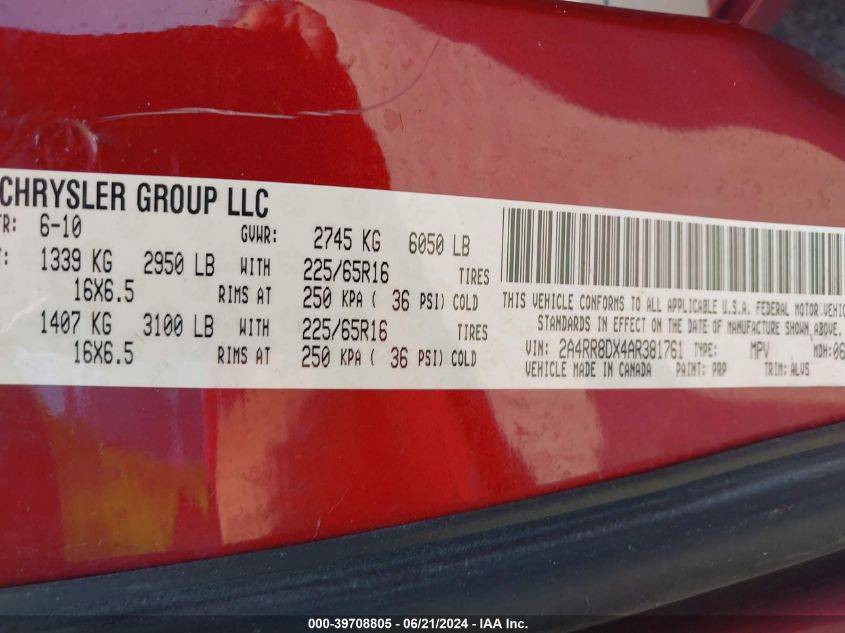 CHRYSLER GROUP LLC
TR: 6-10 GVWR: 2745 KG 6050 LB
T: 1339 KG 2950 LB WITH 225/65R16 TIRES
16X6.5 RIMS AT 250 KPA ( 36 PSI) COLD
1407 KG 3100 LB WITH 225/65R16 TIRES
16X6.5 RIMS AT 250 KPA ( 36 PSI) COLD
THIS VEHICLE CONFORMS TO ALL APPLICABLE U.S.A. FEDERAL MOTOR VEHIC
STANDARDS IN EFFECT ON THE DATE OF MANUFACTURE SHOWN ABOVE.
VIN: 2A4RR8DX4AR381761 TYPE: MPV MDH: 06
VEHICLE MADE IN CANADA PAINT: PRP TRIM: ALVS
000-39708805 - 06/21/2024 - IAA Inc.